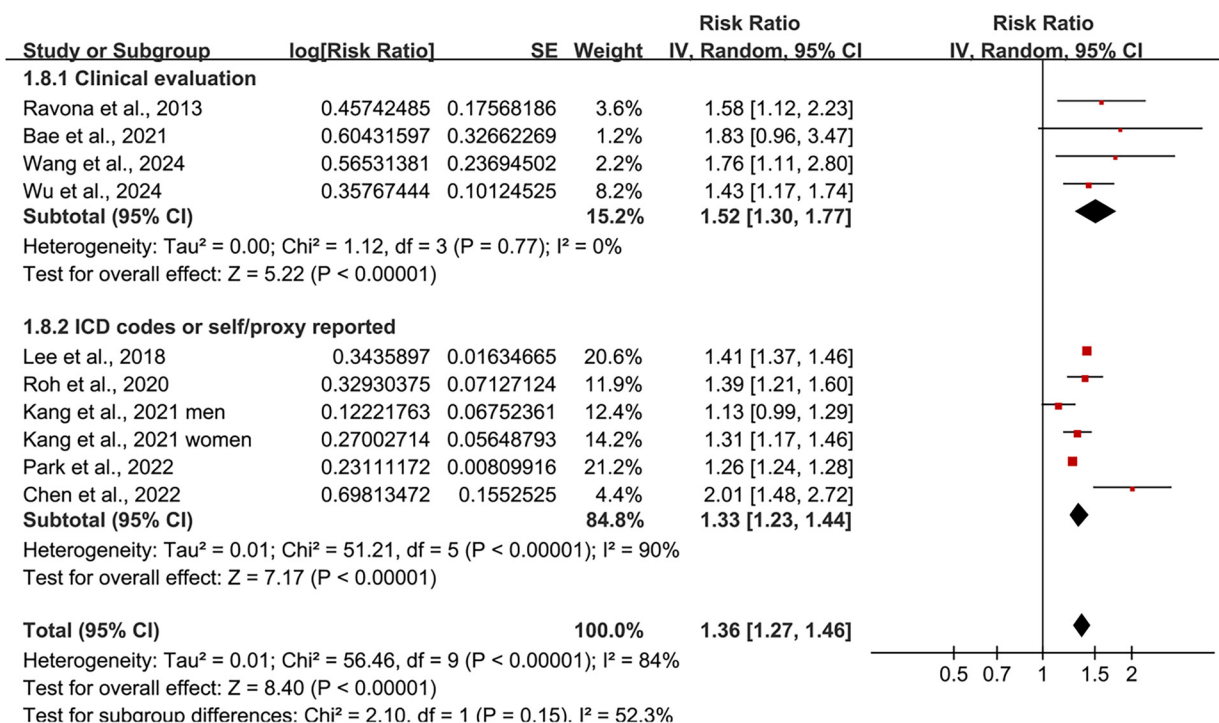 Risk Ratio Risk Ratio
Study or Subgroup log[Risk Ratio] SE Weight IV, Random, 95% CI IV, Random, 95% CI
1.8.1 Clinical evaluation
Ravona et al., 2013 0.45742485 0.17568186 3.6% 1.58 [1.12, 2.23]
Bae et al., 2021 0.60431597 0.32662269 1.2% 1.83 [0.96, 3.47]
Wang et al., 2024 0.56531381 0.23694502 2.2% 1.76 [1.11, 2.80]
Wu et al., 2024 0.35767444 0.10124525 8.2% 1.43 [1.17, 1.74]
Subtotal (95% CI) 15.2% 1.52 [1.30, 1.77]
Heterogeneity: Tau² = 0.00; Chi² = 1.12, df = 3 (P = 0.77); I² = 0%
Test for overall effect: Z = 5.22 (P < 0.00001)
1.8.2 ICD codes or self/proxy reported
Lee et al., 2018 0.3435897 0.01634665 20.6% 1.41 [1.37, 1.46]
Roh et al., 2020 0.32930375 0.07127124 11.9% 1.39 [1.21, 1.60]
Kang et al., 2021 men 0.12221763 0.06752361 12.4% 1.13 [0.99, 1.29]
Kang et al., 2021 women 0.27002714 0.05648793 14.2% 1.31 [1.17, 1.46]
Park et al., 2022 0.23111172 0.00809916 21.2% 1.26 [1.24, 1.28]
Chen et al., 2022 0.69813472 0.1552525 4.4% 2.01 [1.48, 2.72]
Subtotal (95% CI) 84.8% 1.33 [1.23, 1.44]
Heterogeneity: Tau² = 0.01; Chi² = 51.21, df = 5 (P < 0.00001); I² = 90%
Test for overall effect: Z = 7.17 (P < 0.00001)
Total (95% CI) 100.0% 1.36 [1.27, 1.46]
Heterogeneity: Tau² = 0.01; Chi² = 56.46, df = 9 (P < 0.00001); I² = 84%
0.5 0.7 1 1.5 2
Test for overall effect: Z = 8.40 (P < 0.00001)
Test for subgroup differences: Chi² = 2.10, df = 1 (P = 0.15), I² = 52.3%